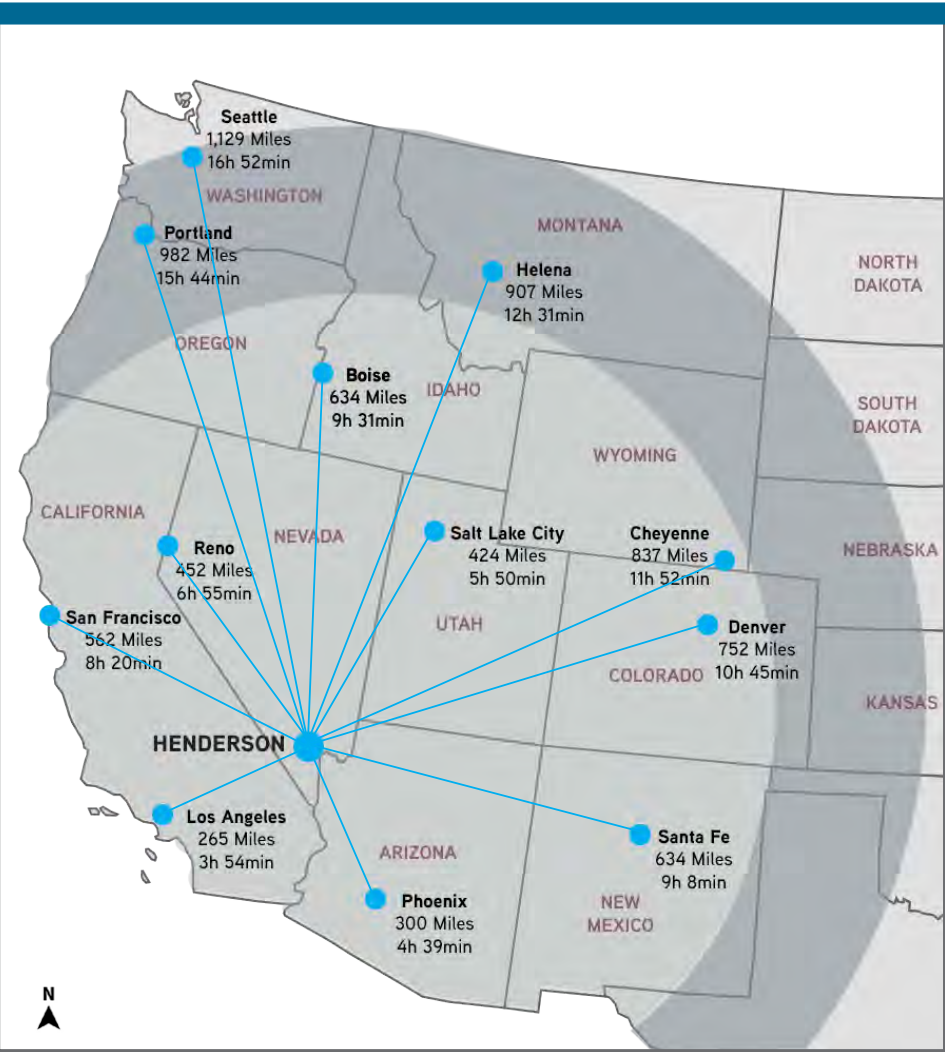 Seattle
1,129 Miles
16h 52min
WASHINGTON
Portland
982 Miles
15h 44min
MONTANA
Helena
907 Miles
12h 31min
NORTH
DAKOTA
OREGON
Boise
634 Miles
9h 31min
IDAHO
SOUTH
DAKOTA
WYOMING
CALIFORNIA
NEVADA
Reno
452 Miles
6h 55min
Salt Lake City
424 Miles
5h 50min
Cheyenne
837 Miles
11h 52min
NEBRASKA
San Francisco
562 Miles
8h 20min
UTAH
Denver
752 Miles
10h 45min
COLORADO
KANSAS
HENDERSON
Los Angeles
265 Miles
3h 54min
ARIZONA
Santa Fe
634 Miles
9h 8min
Phoenix
300 Miles
4h 39min
NEW
MEXICO
N